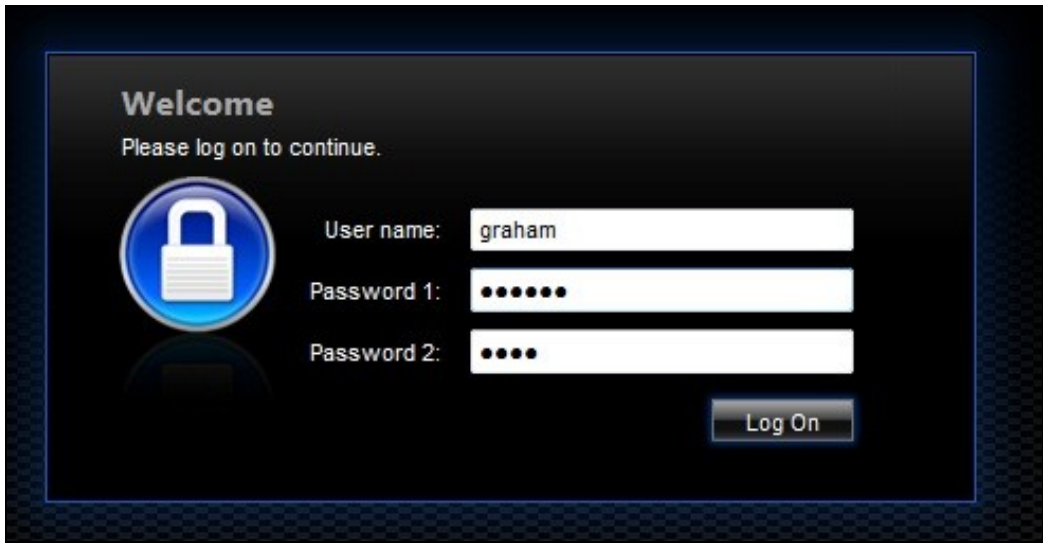 Welcome
Please log on to continue.
User name: graham
Password 1: ••••••
Password 2: ••••
Log On